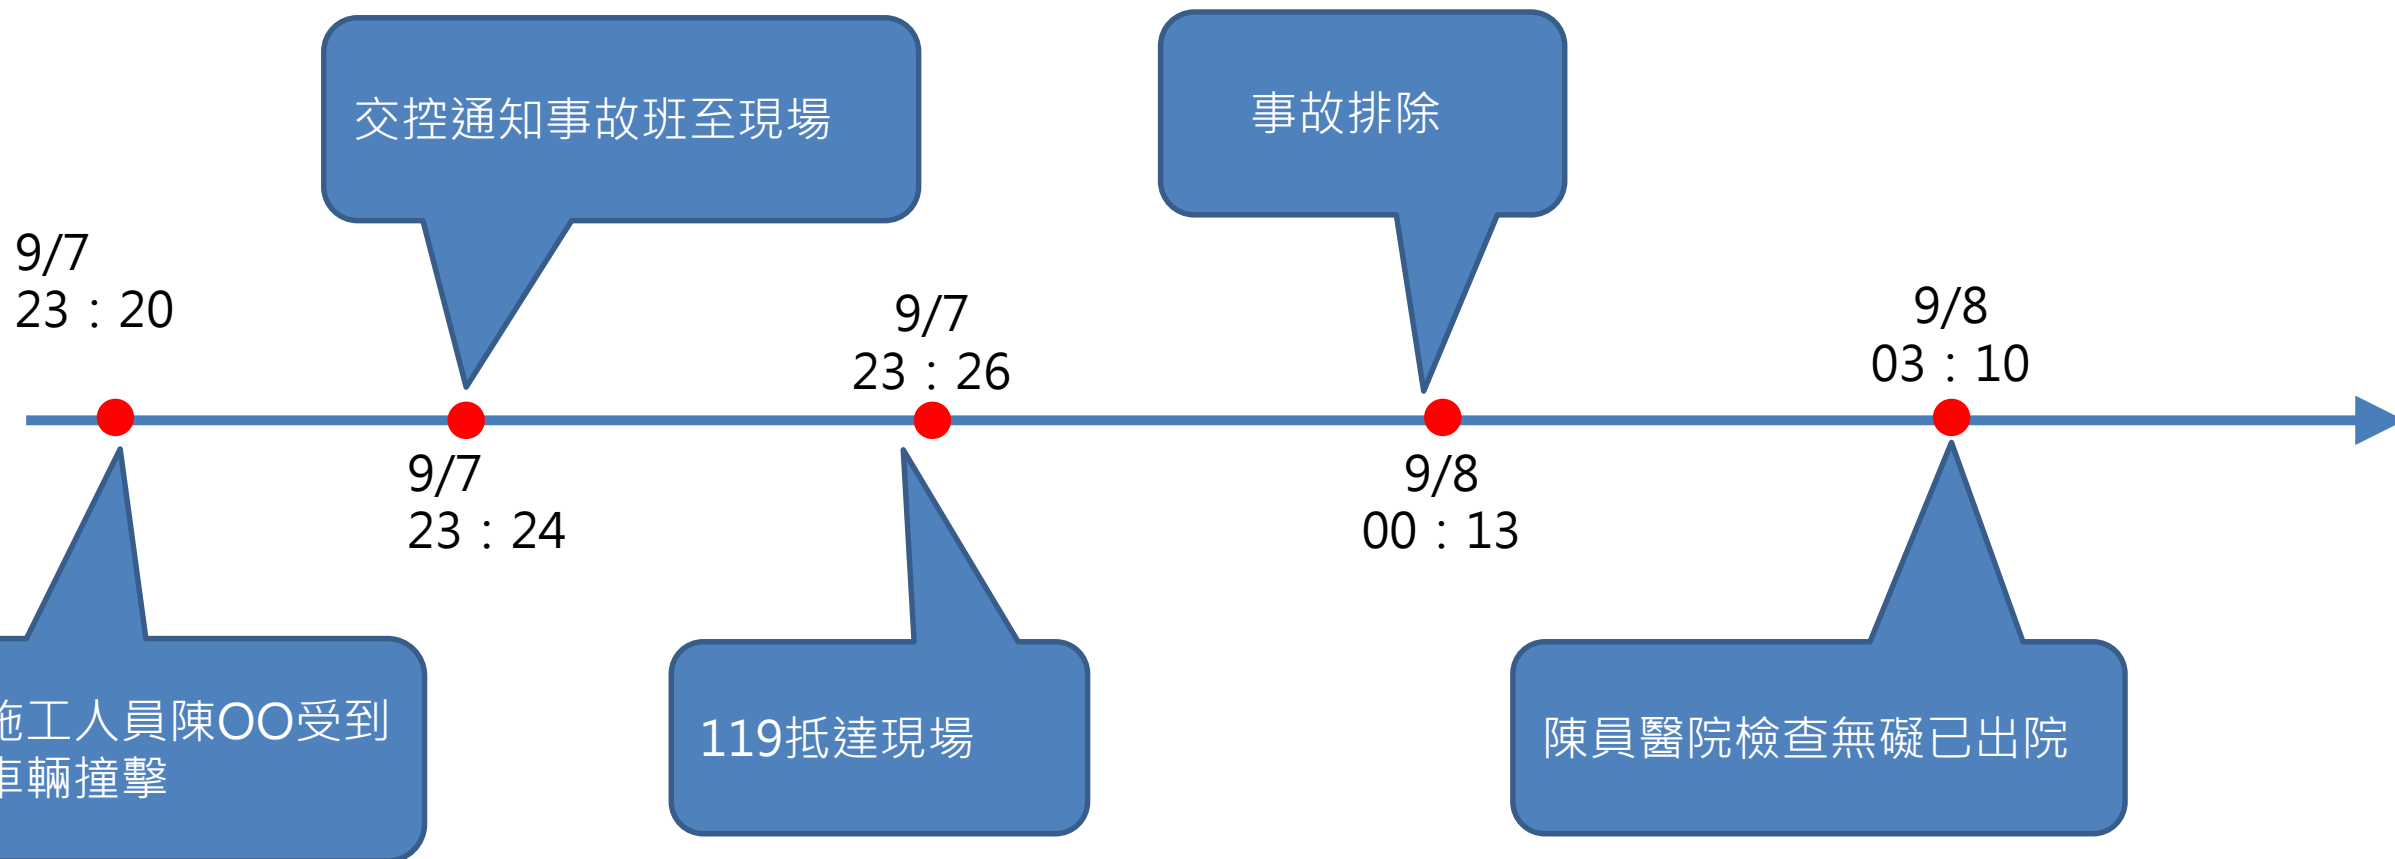 交控通知事故班至現場
事故排除
9/7
23：20
9/7
23：26
9/8
03：10
9/7
23：24
9/8
00：13
施工人員陳OO受到
車輛撞擊
119抵達現場
陳員醫院檢查無礙已出院